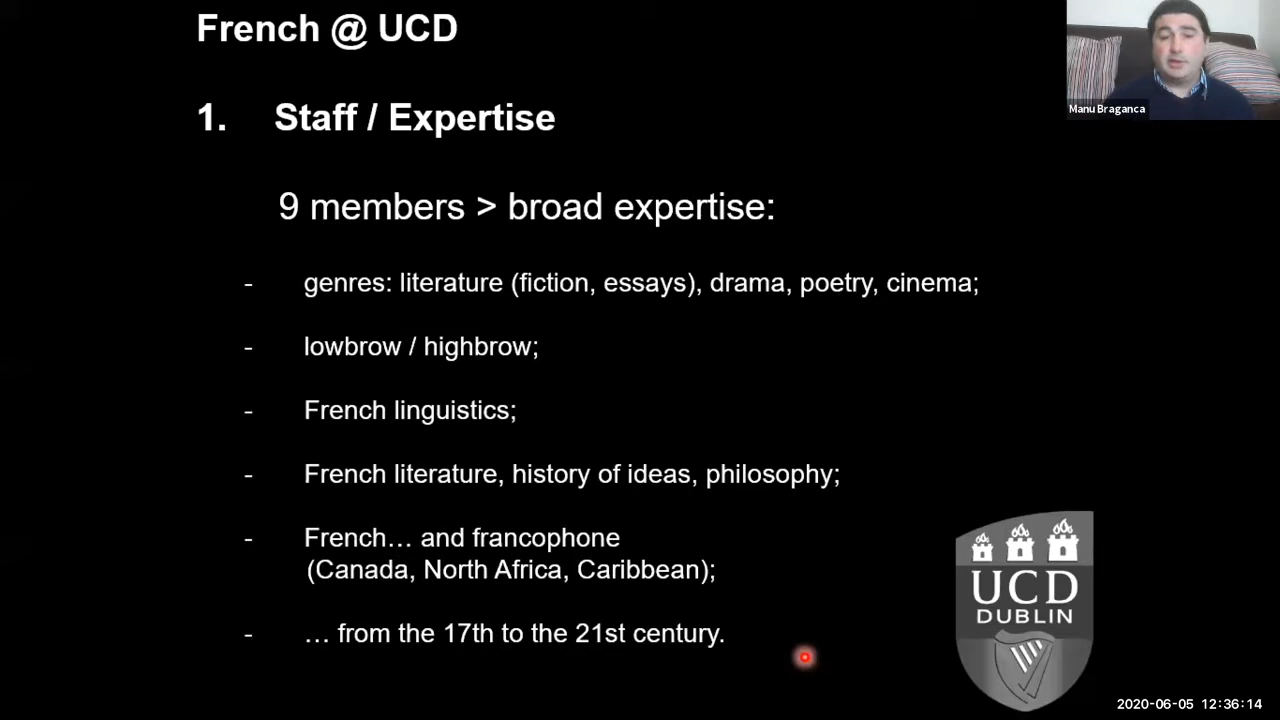 French @ UCD
Manu Braganca
1. Staff / Expertise
9 members > broad expertise:
- genres: literature (fiction, essays), drama, poetry, cinema;
- lowbrow / highbrow;
- French linguistics;
- French literature, history of ideas, philosophy;
- French… and francophone
(Canada, North Africa, Caribbean);
- … from the 17th to the 21st century.
UCD
DUBLIN
2020-06-05 12:36:14